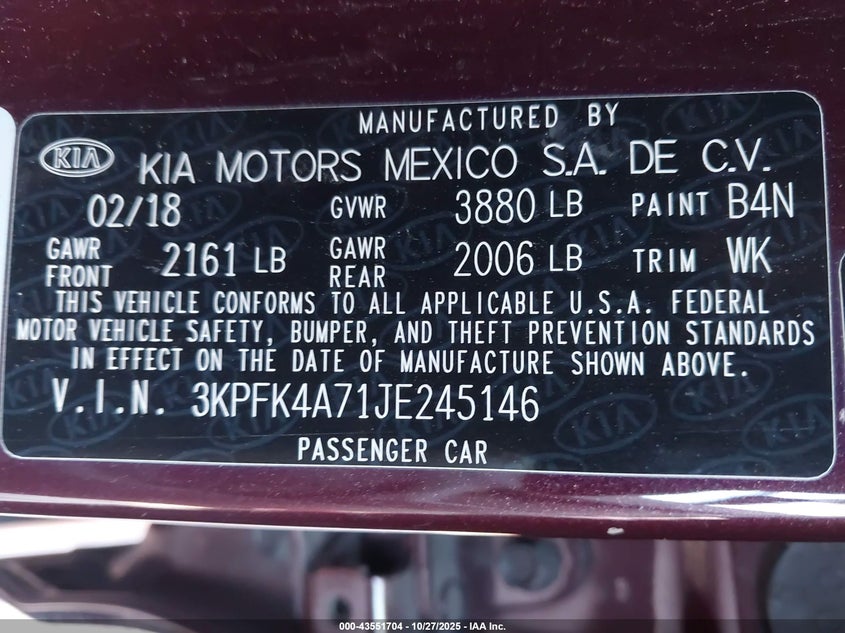 MANUFACTURED BY
KIA KIA MOTORS MEXICO S.A. DE C.V.
02/18 GVWR 3880 LB PAINT B4N
GAWR FRONT 2161 LB GAWR REAR 2006 LB TRIM WK
THIS VEHICLE CONFORMS TO ALL APPLICABLE U.S.A. FEDERAL
MOTOR VEHICLE SAFETY, BUMPER, AND THEFT PREVENTION STANDARDS
IN EFFECT ON THE DATE OF MANUFACTURE SHOWN ABOVE.
V.I.N. 3KPFK4A71JE245146
PASSENGER CAR
000-43551704 | 10/27/2025 - IAA Inc.